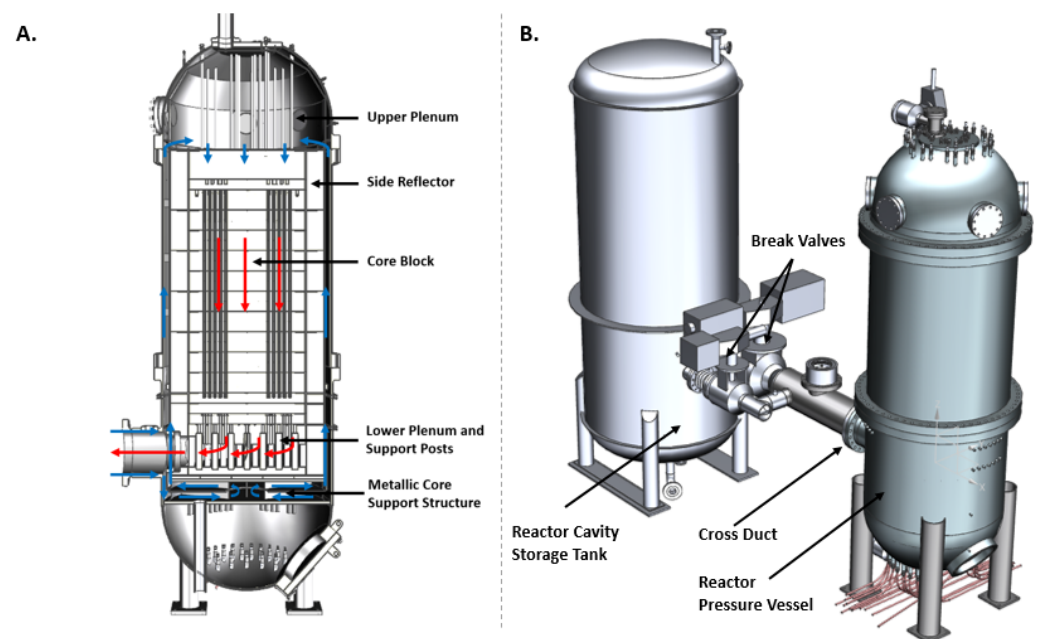 A.
Upper Plenum
Side Reflector
Core Block
Lower Plenum and
Support Posts
Metallic Core
Support Structure
B.
Break Valves
Reactor Cavity
Storage Tank
Cross Duct
Reactor
Pressure Vessel